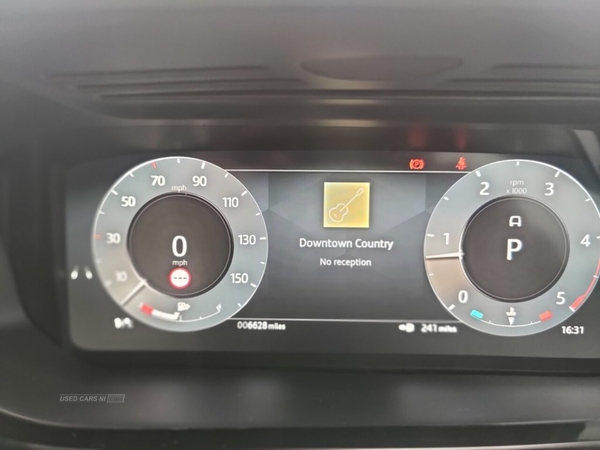 70 90
mph
50 110
30 130
10 150
0
mph
Downtown Country
No reception
2 rpm 3
x1000
1 4
0 5
P
006628 miles
241 miles
16:31
USED CARS NI